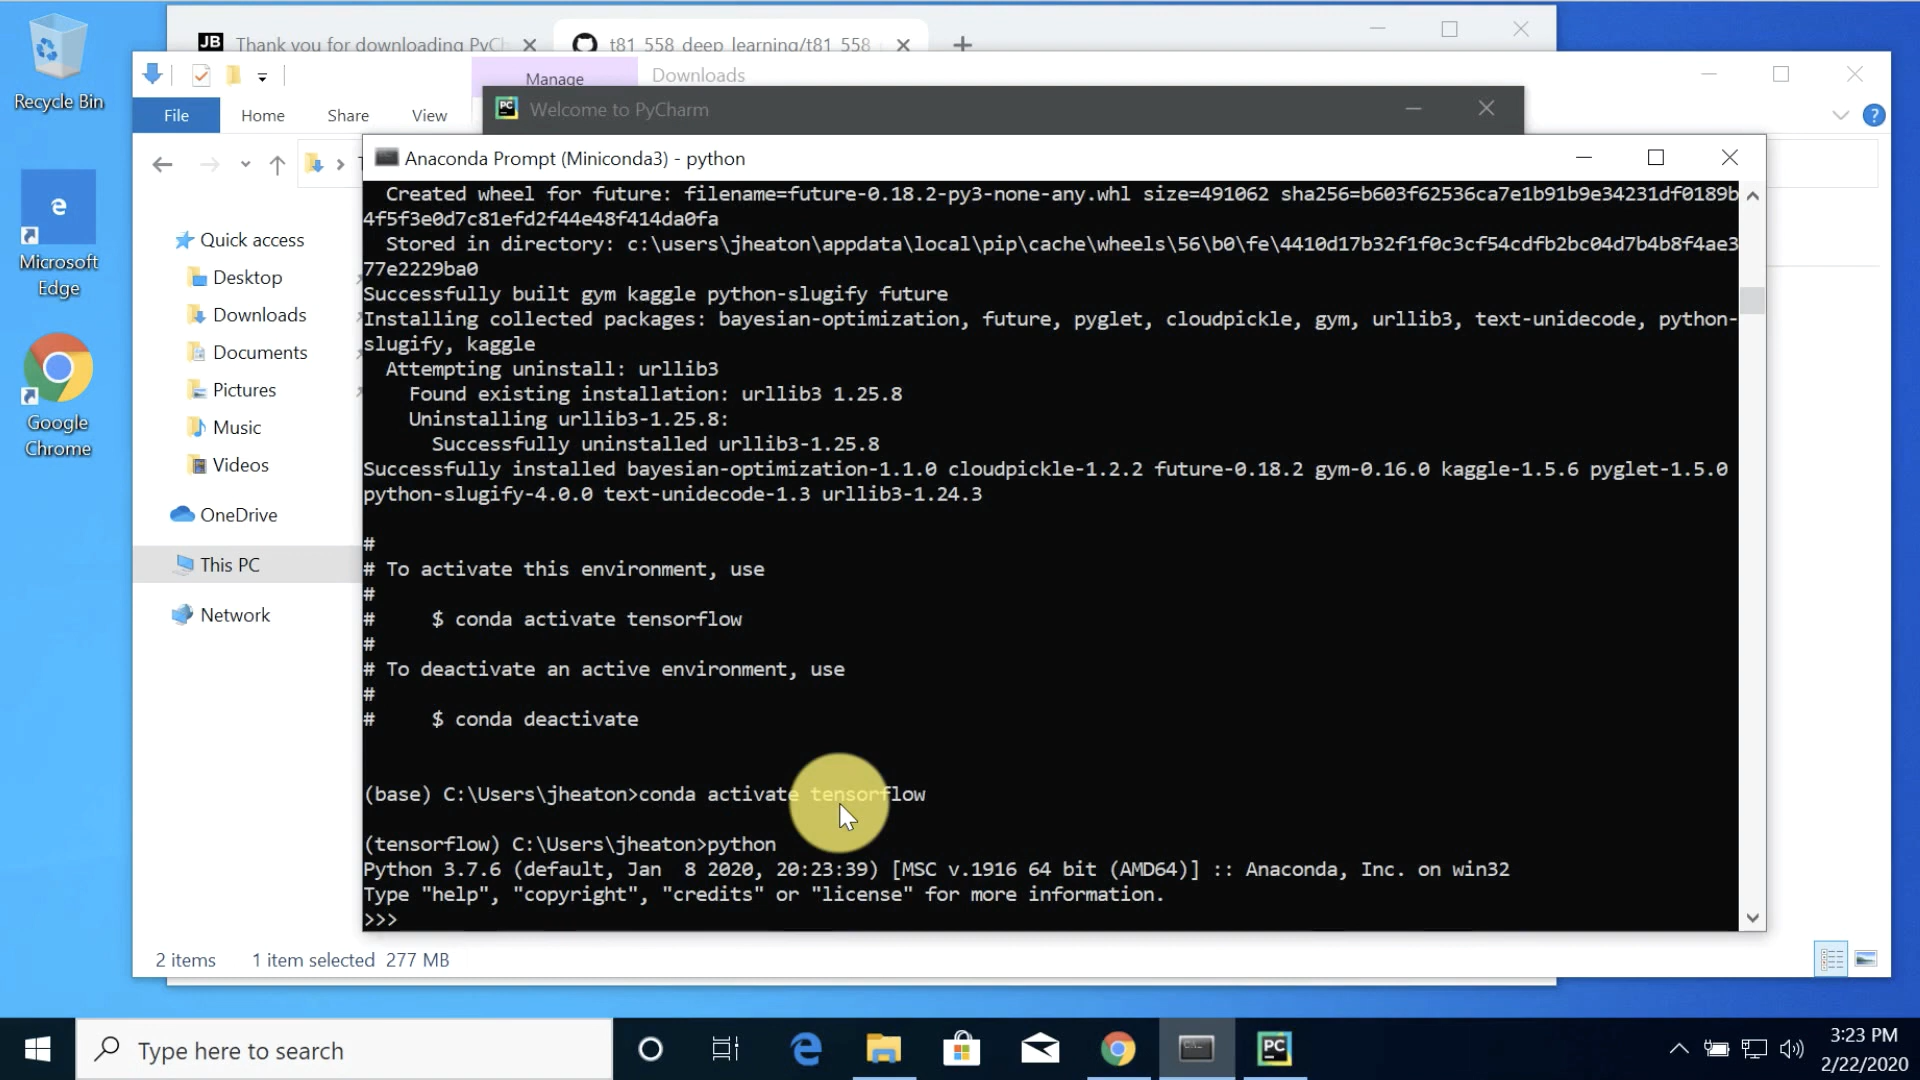 Recycle Bin
Microsoft
Edge
Google
Chrome
JB Thank you for downloading PyCh
t81_558_deep_learning/t81_558
Manage
Downloads
File
Home
Share
View
PC
Welcome to PyCharm
Quick access
Desktop
Downloads
Documents
Pictures
Music
Videos
OneDrive
This PC
Network
Anaconda Prompt (Miniconda3) - python
Created wheel for future: filename=future-0.18.2-py3-none-any.whl size=491062 sha256=b603f62536ca7e1b91b9e34231df0189b
4f5f3e0d7c81efd2f44e48f414da0fa
Stored in directory: c:\users\jheaton\appdata\local\pip\cache\wheels\56\b0\fe\4410d17b32f1f0c3cf54cdfb2bc04d7b4b8f4ae3
77e2229ba0
Successfully built gym kaggle python-slugify future
Installing collected packages: bayesian-optimization, future, pyglet, cloudpickle, gym, urllib3, text-unidecode, python-
slugify, kaggle
Attempting uninstall: urllib3
Found existing installation: urllib3 1.25.8
Uninstalling urllib3-1.25.8:
Successfully uninstalled urllib3-1.25.8
Successfully installed bayesian-optimization-1.1.0 cloudpickle-1.2.2 future-0.18.2 gym-0.16.0 kaggle-1.5.6 pyglet-1.5.0
python-slugify-4.0.0 text-unidecode-1.3 urllib3-1.24.3
#
# To activate this environment, use
#
#     $ conda activate tensorflow
#
# To deactivate an active environment, use
#
#     $ conda deactivate
(base) C:\Users\jheaton>conda activate tensorflow
(tensorflow) C:\Users\jheaton>python
Python 3.7.6 (default, Jan  8 2020, 20:23:39) [MSC v.1916 64 bit (AMD64)] :: Anaconda, Inc. on win32
Type "help", "copyright", "credits" or "license" for more information.
>>>
2 items
1 item selected 277 MB
Type here to search
PC
3:23 PM
2/22/2020